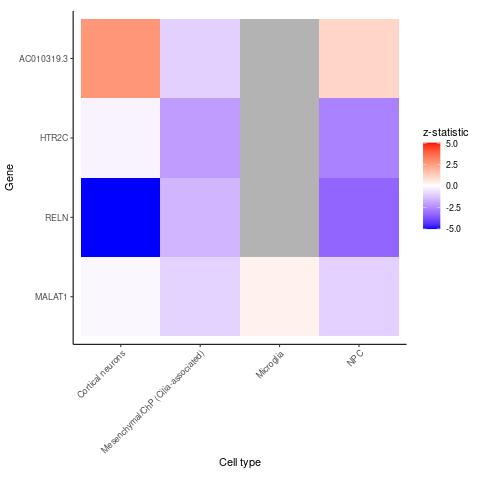 AC010319.3
HTR2C
RELN
MALAT1
Gene
Cortical neurons
Mesenchymal/ChP (Cilia-associated)
Microglia
NPC
Cell type
z-statistic
5.0
2.5
0.0
-2.5
-5.0